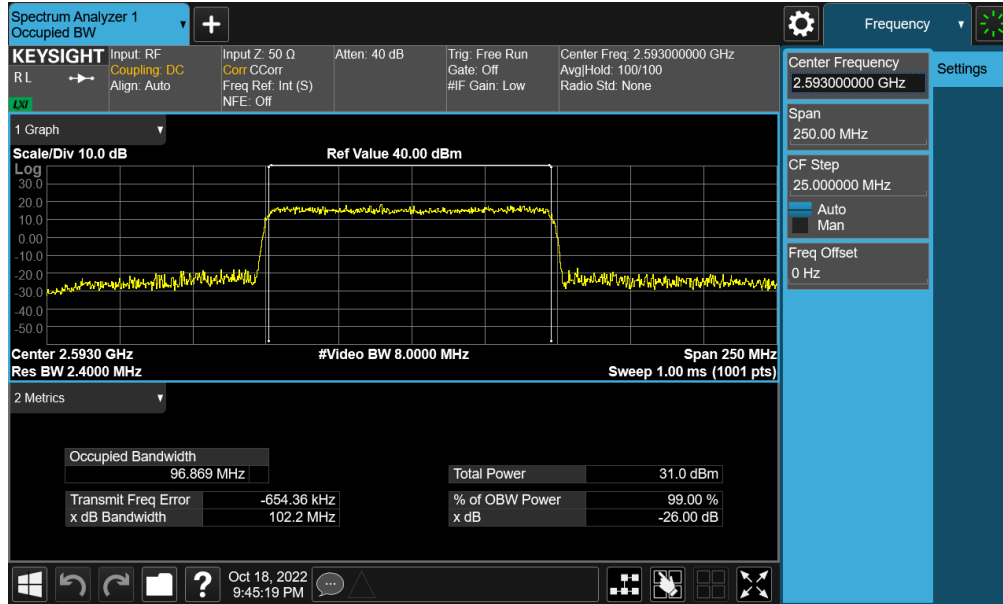 Spectrum Analyzer 1
Occupied BW
+
Frequency
KEYSIGHT
R L
LXI
Input: RF
Coupling: DC
Align: Auto
Input Z: 50 Ω
Corr CCorr
Freq Ref: Int (S)
NFE: Off
Atten: 40 dB
Trig: Free Run
Gate: Off
#IF Gain: Low
Center Freq: 2.593000000 GHz
Avg|Hold: 100/100
Radio Std: None
Center Frequency
2.593000000 GHz
Settings
Span
250.00 MHz
CF Step
25.000000 MHz
Auto
Man
Freq Offset
0 Hz
1 Graph
Scale/Div 10.0 dB
Ref Value 40.00 dBm
Log
30.0
20.0
10.0
0.00
-10.0
-20.0
-30.0
-40.0
-50.0
Center 2.5930 GHz
#Video BW 8.0000 MHz
Span 250 MHz
Res BW 2.4000 MHz
Sweep 1.00 ms (1001 pts)
2 Metrics
Occupied Bandwidth
96.869 MHz
Total Power 31.0 dBm
Transmit Freq Error -654.36 kHz
% of OBW Power 99.00 %
x dB Bandwidth 102.2 MHz
x dB -26.00 dB
?
Oct 18, 2022
9:45:19 PM